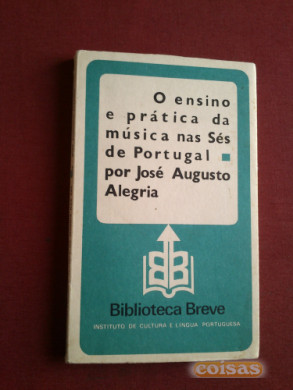 O ensino
e prática da
música nas Sés
de Portugal
por José Augusto
Alegria
Biblioteca Breve
INSTITUTO DE CULTURA E LÍNGUA PORTUGUESA
coisas